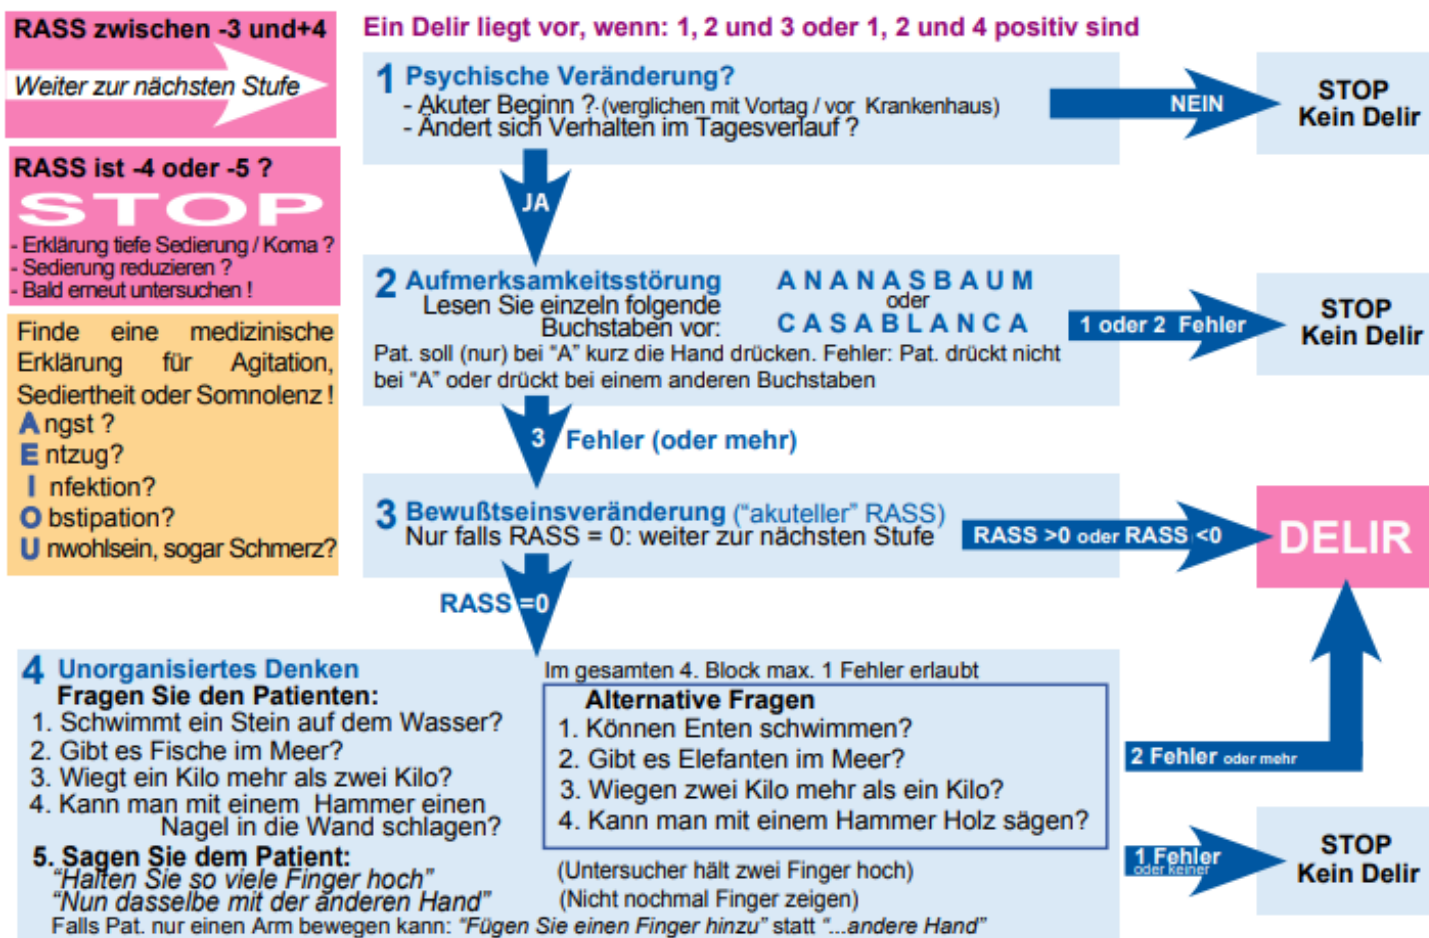 RASS zwischen -3 und+4
Weiter zur nächsten Stufe
RASS ist -4 oder -5 ?
STOP
- Erklärung tiefe Sedierung / Koma ?
- Sedierung reduzieren ?
- Bald erneut untersuchen !
Finde eine medizinische
Erklärung für Agitation,
Sediertheit oder Somnolenz !
Angst ?
Entzug?
Infektion?
Obstipation?
Unwohlsein, sogar Schmerz?
Ein Delir liegt vor, wenn: 1, 2 und 3 oder 1, 2 und 4 positiv sind
1 Psychische Veränderung?
- Akuter Beginn ?· (verglichen mit Vortag / vor Krankenhaus)
- Ändert sich Verhalten im Tagesverlauf ?
NEIN
STOP
Kein Delir
JA
2 Aufmerksamkeitsstörung
Lesen Sie einzeln folgende
Buchstaben vor:
A N A N A S B A U M
oder
C A S A B L A N C A
Pat. soll (nur) bei “A” kurz die Hand drücken. Fehler: Pat. drückt nicht
bei “A” oder drückt bei einem anderen Buchstaben
1 oder 2 Fehler
STOP
Kein Delir
3 Fehler (oder mehr)
3 Bewußtseinsveränderung (“akuteller” RASS)
Nur falls RASS = 0: weiter zur nächsten Stufe
RASS >0 oder RASS <0
DELIR
RASS =0
4 Unorganisiertes Denken
Fragen Sie den Patienten:
1. Schwimmt ein Stein auf dem Wasser?
2. Gibt es Fische im Meer?
3. Wiegt ein Kilo mehr als zwei Kilo?
4. Kann man mit einem Hammer einen
Nagel in die Wand schlagen?
Im gesamten 4. Block max. 1 Fehler erlaubt
Alternative Fragen
1. Können Enten schwimmen?
2. Gibt es Elefanten im Meer?
3. Wiegen zwei Kilo mehr als ein Kilo?
4. Kann man mit einem Hammer Holz sägen?
5. Sagen Sie dem Patient:
“Halten Sie so viele Finger hoch” (Untersucher hält zwei Finger hoch)
“Nun dasselbe mit der anderen Hand” (Nicht nochmal Finger zeigen)
Falls Pat. nur einen Arm bewegen kann: “Fügen Sie einen Finger hinzu” statt “...andere Hand”
2 Fehler oder mehr
1 Fehler
oder keiner
STOP
Kein Delir